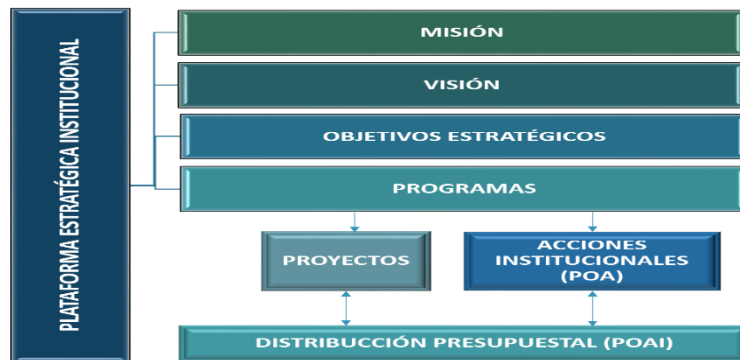 PLATAFORMA ESTRATÉGICA INSTITUCIONAL
MISIÓN
VISIÓN
OBJETIVOS ESTRATÉGICOS
PROGRAMAS
PROYECTOS
ACCIONES
INSTITUCIONALES
(POA)
DISTRIBUCCIÓN PRESUPUESTAL (POAI)